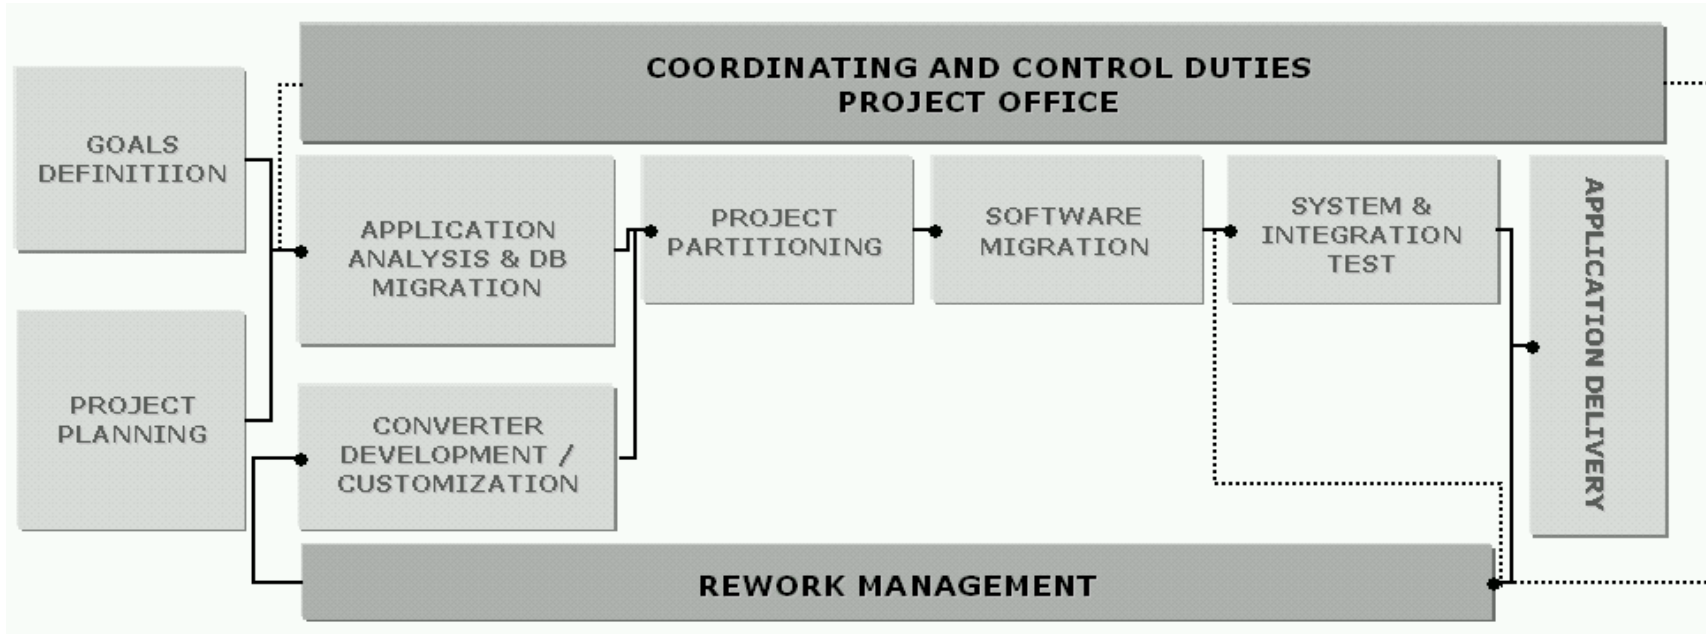 COORDINATING AND CONTROL DUTIES
PROJECT OFFICE
GOALS
DEFINITIION
PROJECT
PLANNING
APPLICATION
ANALYSIS & DB
MIGRATION
CONVERTER
DEVELOPMENT /
CUSTOMIZATION
PROJECT
PARTITIONING
SOFTWARE
MIGRATION
SYSTEM &
INTEGRATION
TEST
APPLICATION DELIVERY
REWORK MANAGEMENT